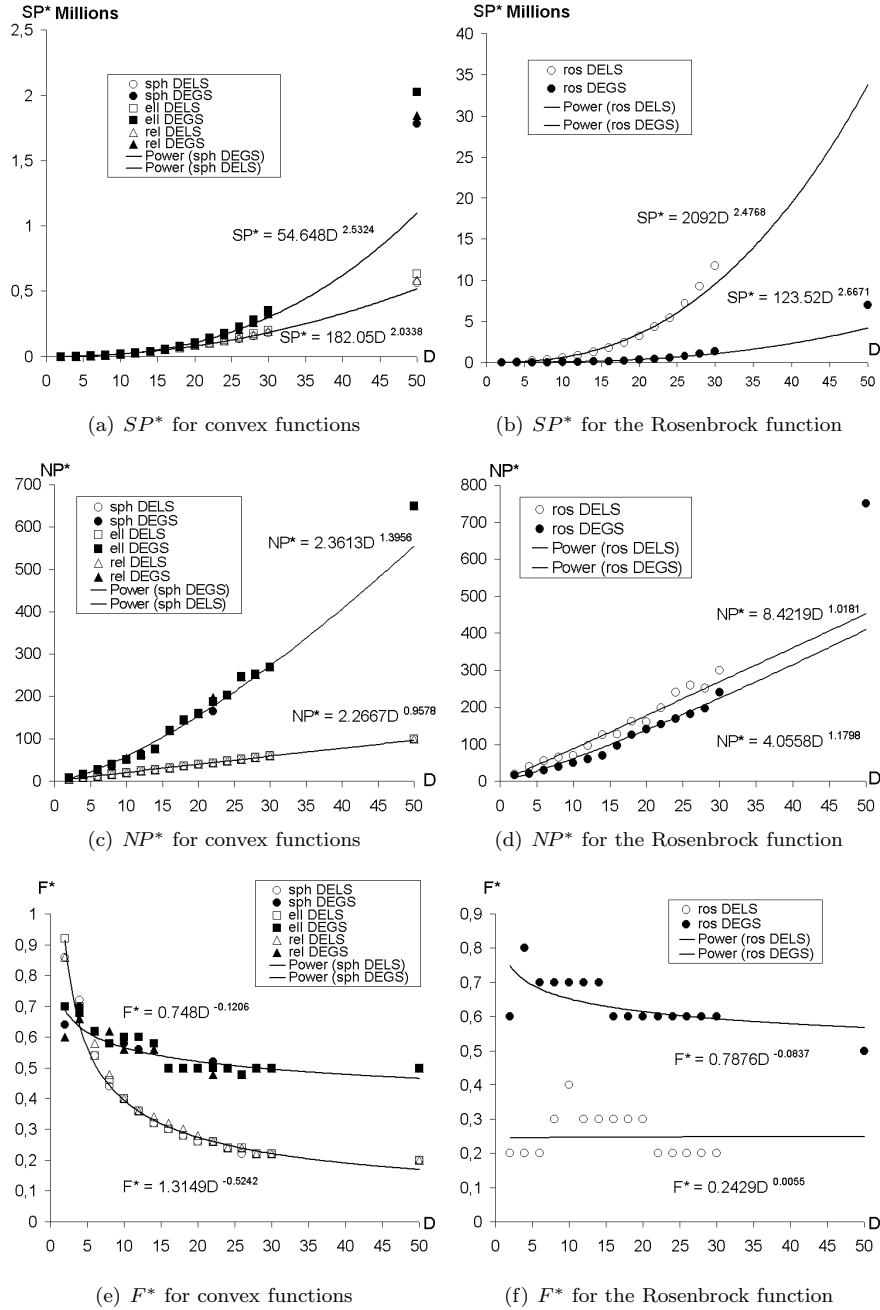 SP* Millions
2,5
2
1,5
1
0,5
0
0 5 10 15 20 25 30 35 40 45 50
D
sph DELS
sph DEGS
ell DELS
ell DEGS
rel DELS
rel DEGS
Power (sph DEGS)
Power (sph DELS)
SP* = 54.648D 2.5324
SP* = 182.05D 2.0338
(a) SP* for convex functions
SP* Millions
40
35
30
25
20
15
10
5
0
0 5 10 15 20 25 30 35 40 45 50
D
ros DELS
ros DEGS
Power (ros DELS)
Power (ros DEGS)
SP* = 2092D 2.4768
SP* = 123.52D 2.6671
(b) SP* for the Rosenbrock function
NP*
700
600
500
400
300
200
100
0
0 5 10 15 20 25 30 35 40 45 50
D
sph DELS
sph DEGS
ell DELS
ell DEGS
rel DELS
rel DEGS
Power (sph DEGS)
Power (sph DELS)
NP* = 2.3613D 1.3956
NP* = 2.2667D 0.9578
(c) NP* for convex functions
NP*
800
700
600
500
400
300
200
100
0
0 5 10 15 20 25 30 35 40 45 50
D
ros DELS
ros DEGS
Power (ros DELS)
Power (ros DEGS)
NP* = 8.4219D 1.0181
NP* = 4.0558D 1.1798
(d) NP* for the Rosenbrock function
F*
1
0,9
0,8
0,7
0,6
0,5
0,4
0,3
0,2
0,1
0
0 5 10 15 20 25 30 35 40 45 50
D
sph DELS
sph DEGS
ell DELS
ell DEGS
rel DELS
rel DEGS
Power (sph DELS)
Power (sph DEGS)
F* = 0.748D -0.1206
F* = 1.3149D -0.5242
(e) F* for convex functions
F*
0,9
0,8
0,7
0,6
0,5
0,4
0,3
0,2
0,1
0
0 5 10 15 20 25 30 35 40 45 50
D
ros DELS
ros DEGS
Power (ros DELS)
Power (ros DEGS)
F* = 0.7876D -0.0837
F* = 0.2429D 0.0055
(f) F* for the Rosenbrock function